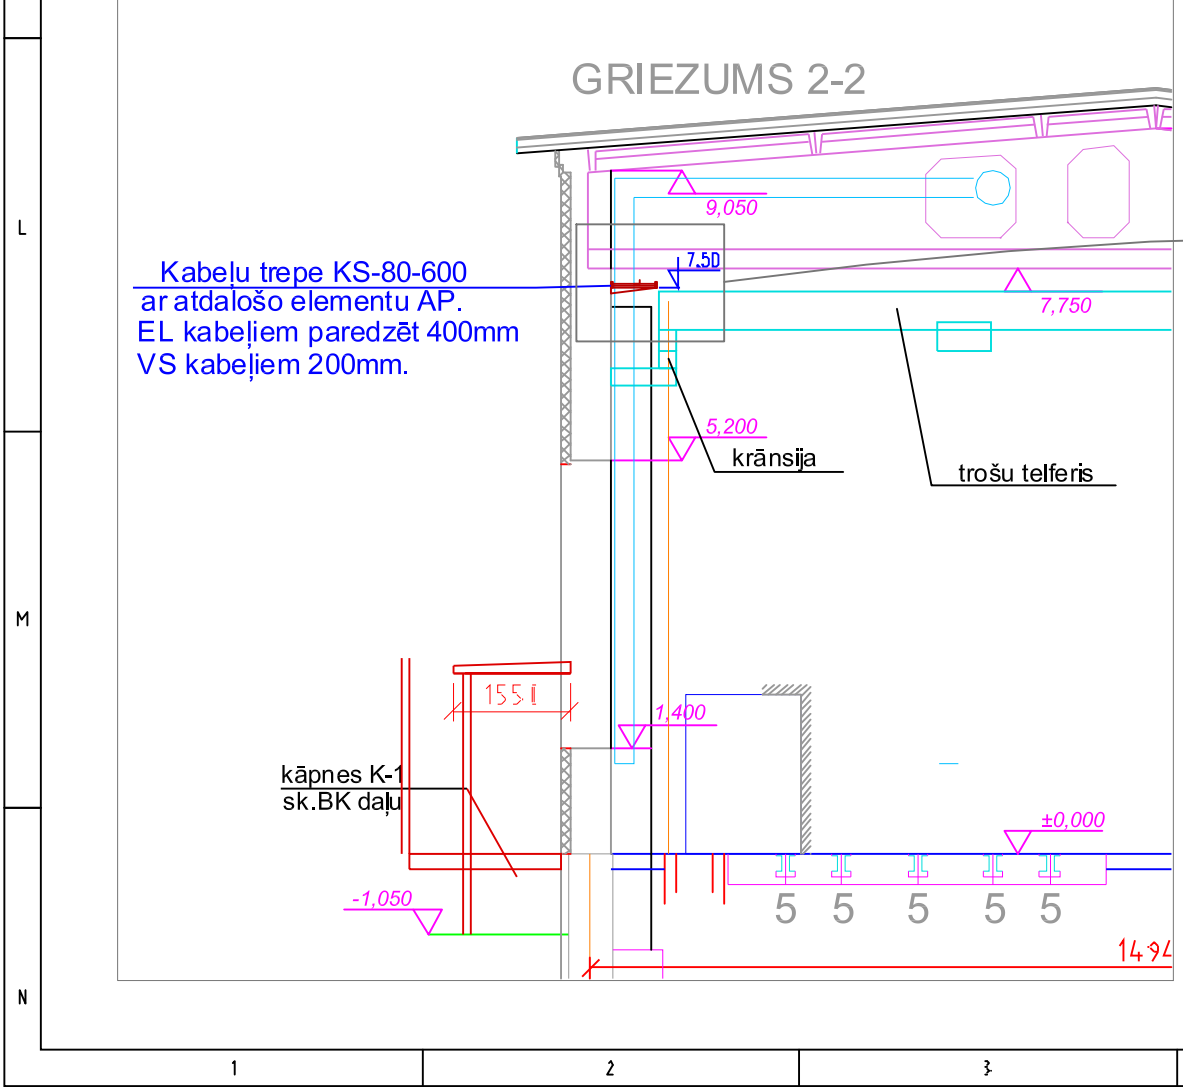 GRIEZUMS 2-2
9,050
L
Kabeļu trepe KS-80-600
ar atdalošo elementu AP.
EL kabeļiem paredzēt 400mm
VS kabeļiem 200mm.
7.50
7,750
5,200
krānsija
trošu telferis
M
1,400
kāpnes K-1
sk.BK daļu
±0,000
-1,050
5 5 5 5 5
N
1 2 3